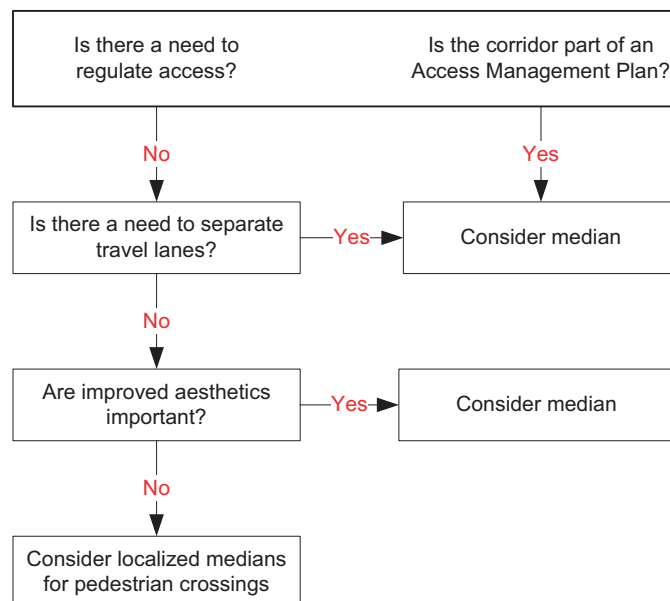 Is there a need to
regulate access?
Is the corridor part of an
Access Management Plan?
No
Yes
Is there a need to separate
travel lanes?
Yes
Consider median
No
Are improved aesthetics
important?
Yes
Consider median
No
Consider localized medians
for pedestrian crossings